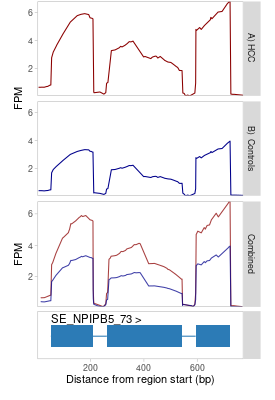 6
4
2
FPM
A) HCC
6
4
2
B) Controls
6
4
2
FPM
Combined
SE_NPIPB5_73 >
200 400 600
Distance from region start (bp)